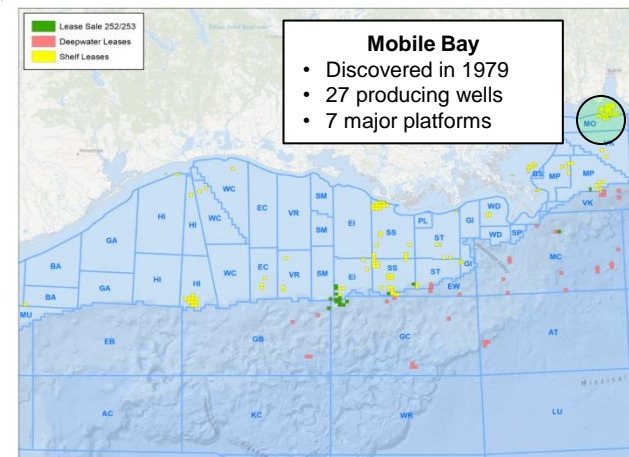 Lease Sale 252/253
Deepwater Leases
Shelf Leases
Mobile Bay
• Discovered in 1979
• 27 producing wells
• 7 major platforms
MO
VK
WC
BS
MP
MP
HI
HI
WC
EC
VR
SM
EI
SS
PL
ST
GI
WD
WD
SP
VK
GA
SM
BA
HI
HI
WC
EC
VR
SM
EI
SS
ST
GI
EW
MC
BA
GA
MU
EB
GB
GC
AT
AC
KC
WR
LU